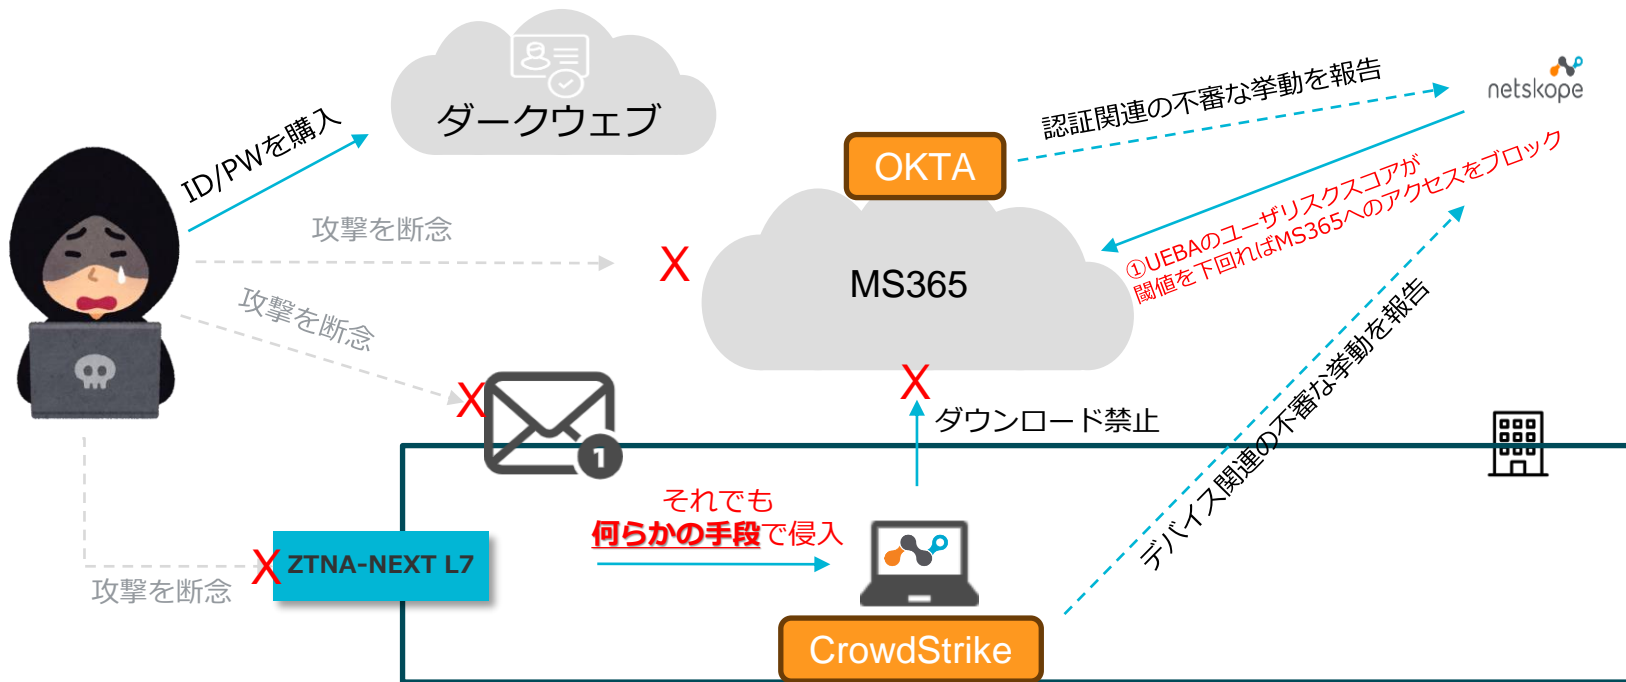 ダークウェブ
ID/PWを購入
認証関連の不審な挙動を報告
netskope
OKTA
攻撃を断念
X
MS365
①UEBAのユーザリスクスコアが
閾値を下回ればMS365へのアクセスをブロック
攻撃を断念
X
X
ダウンロード禁止
デバイス関連の不審な挙動を報告
1
それでも
何らかの手段で侵入
X
ZTNA-NEXT L7
攻撃を断念
CrowdStrike